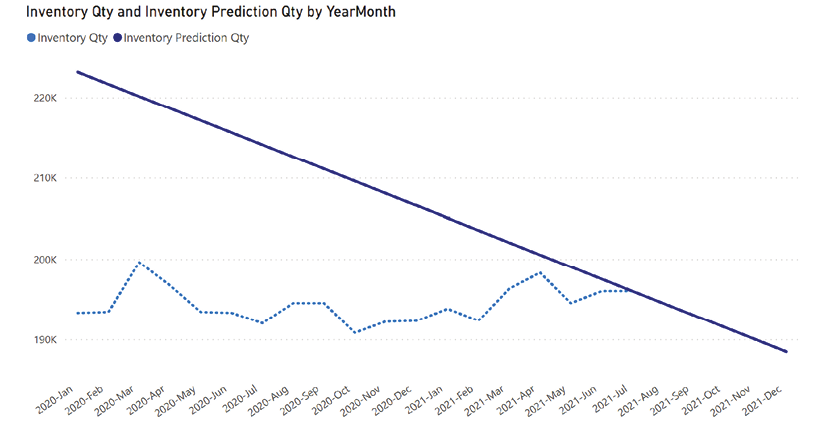 Inventory Qty and Inventory Prediction Qty by YearMonth
Inventory Qty Inventory Prediction Qty
220K
210K
200K
190K
2020-Jan 2020-Feb 2020-Mar 2020-Apr 2020-May 2020-Jun 2020-Jul 2020-Aug 2020-Sep 2020-Oct 2020-Nov 2020-Dec 2021-Jan 2021-Feb 2021-Mar 2021-Apr 2021-May 2021-Jun 2021-Jul 2021-Aug 2021-Sep 2021-Oct 2021-Nov 2021-Dec